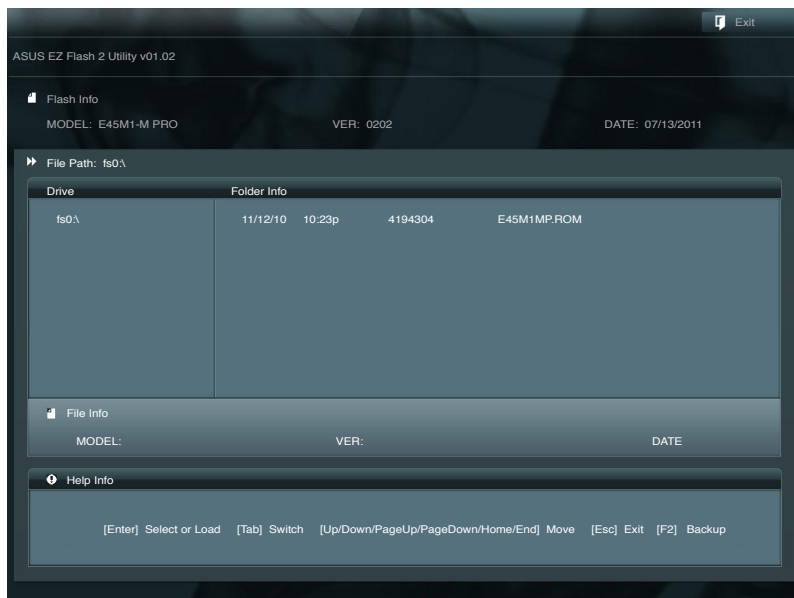 Exit
ASUS EZ Flash 2 Utility v01.02
Flash Info
MODEL: E45M1-M PRO VER: 0202 DATE: 07/13/2011
File Path: fs0:\
Drive Folder Info
fs0:\ 11/12/10 10:23p 4194304 E45M1MP.ROM
File Info
MODEL: VER: DATE
Help Info
[Enter] Select or Load [Tab] Switch [Up/Down/PageUp/PageDown/Home/End] Move [Esc] Exit [F2] Backup